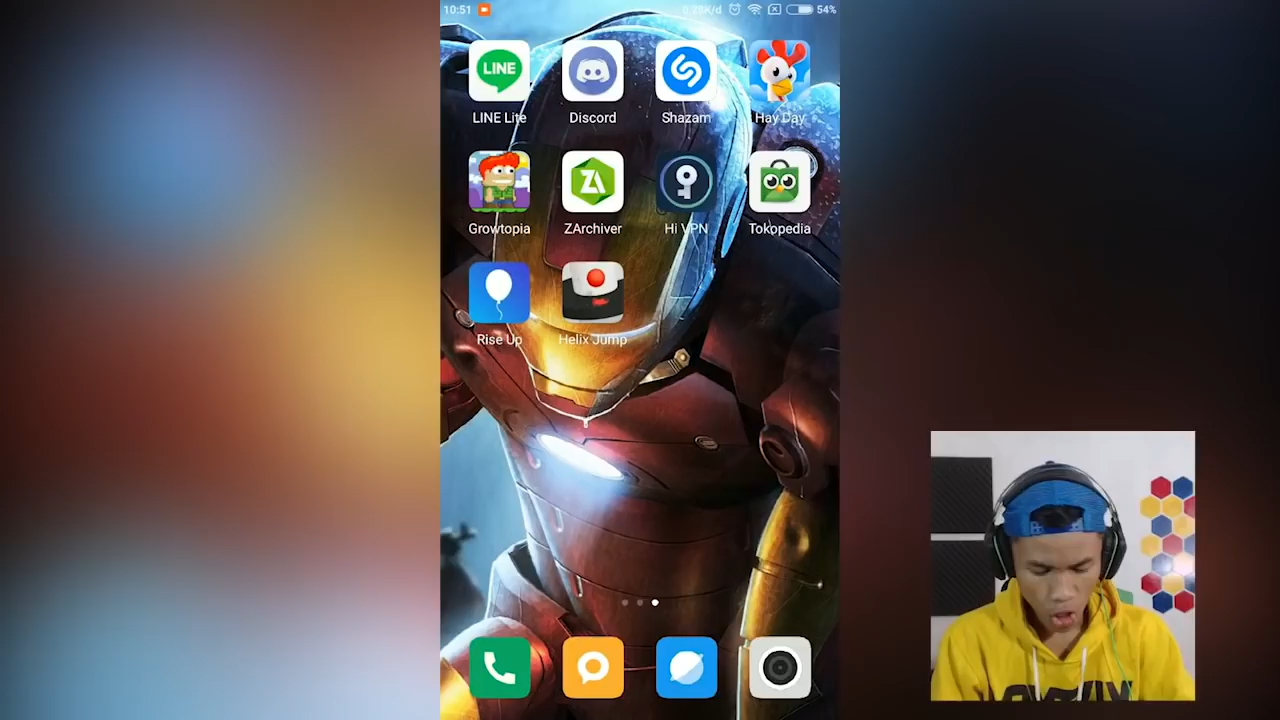 10:51
54%
LINE
LINE Lite
Discord
Shazam
Hay Day
ZA
Growtopia
ZArchiver
Hi VPN
Tokopedia
Rise Up
Helix Jump